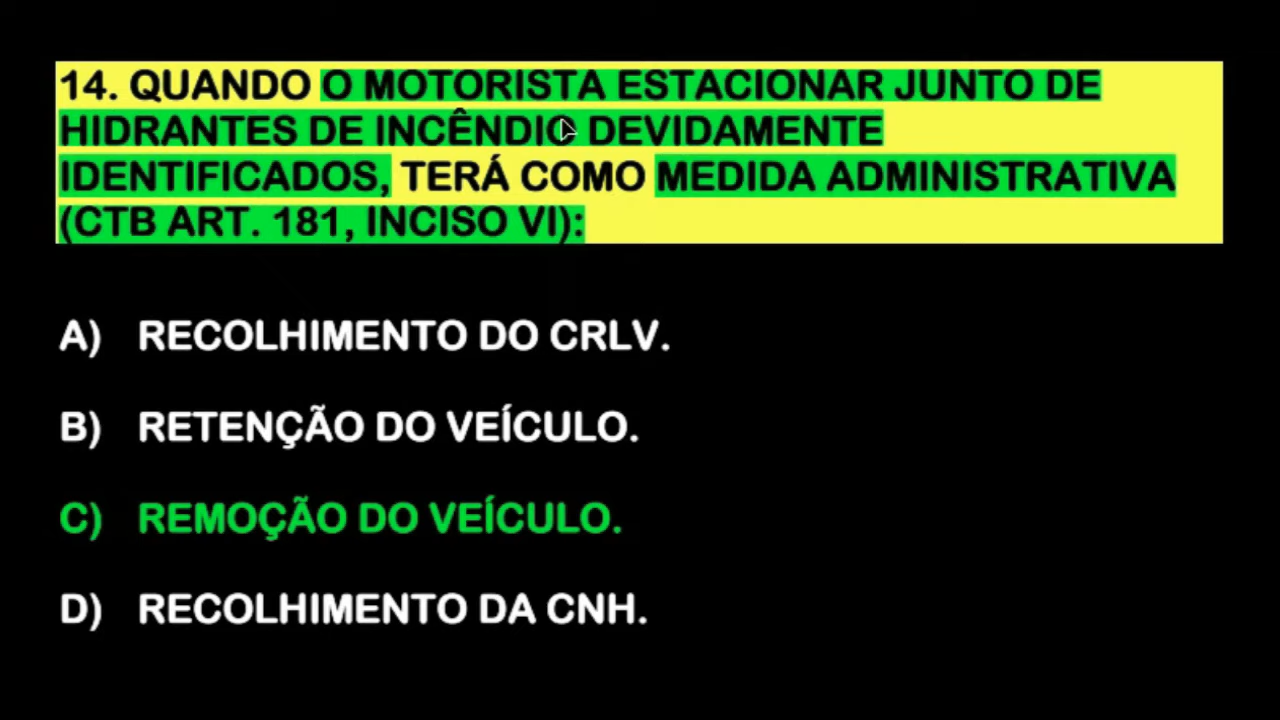 14. QUANDO O MOTORISTA ESTACIONAR JUNTO DE
HIDRANTES DE INCÊNDIO DEVIDAMENTE
IDENTIFICADOS, TERÁ COMO MEDIDA ADMINISTRATIVA
(CTB ART. 181, INCISO VI):
A) RECOLHIMENTO DO CRLV.
B) RETENÇÃO DO VEÍCULO.
C) REMOÇÃO DO VEÍCULO.
D) RECOLHIMENTO DA CNH.